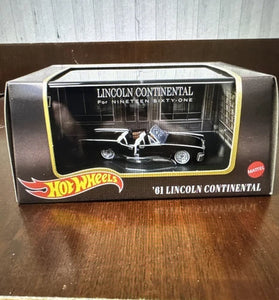 LINCOLN CONTINENTAL
For NINETEEN SIXTY-ONE
HOT WHEELS
'61 LINCOLN CONTINENTAL
MATTEL